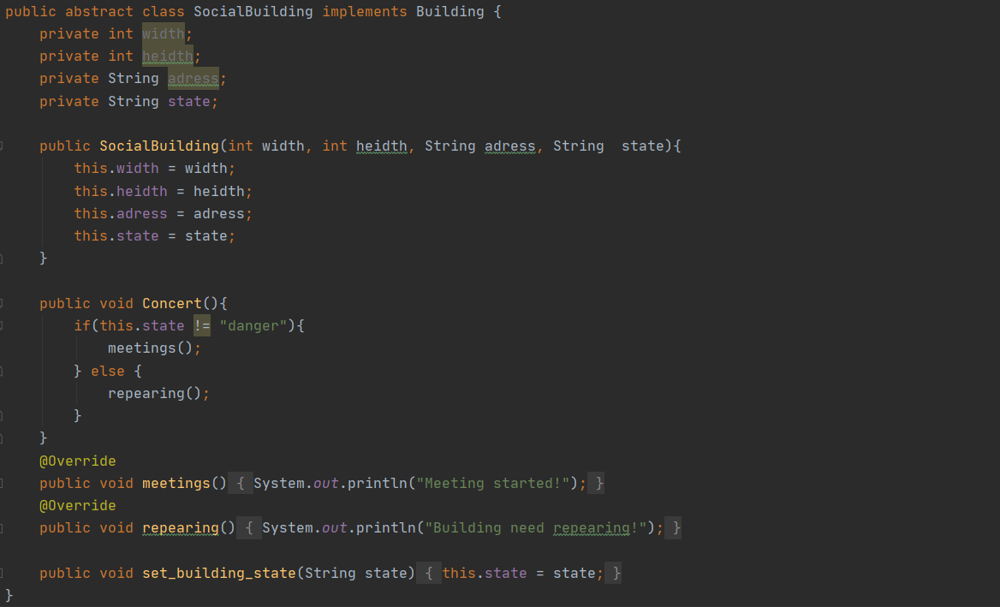 public abstract class SocialBuilding implements Building {
    private int width;
    private int heidth;
    private String adress;
    private String state;

    public SocialBuilding(int width, int heidth, String adress, String  state){
        this.width = width;
        this.heidth = heidth;
        this.adress = adress;
        this.state = state;
    }

    public void Concert(){
        if(this.state != "danger"){
            meetings();
        } else {
            repearing();
        }
    }
    @Override
    public void meetings() { System.out.println("Meeting started!"); }
    @Override
    public void repearing() { System.out.println("Building need repearing!"); }

    public void set_building_state(String state) { this.state = state; }
}